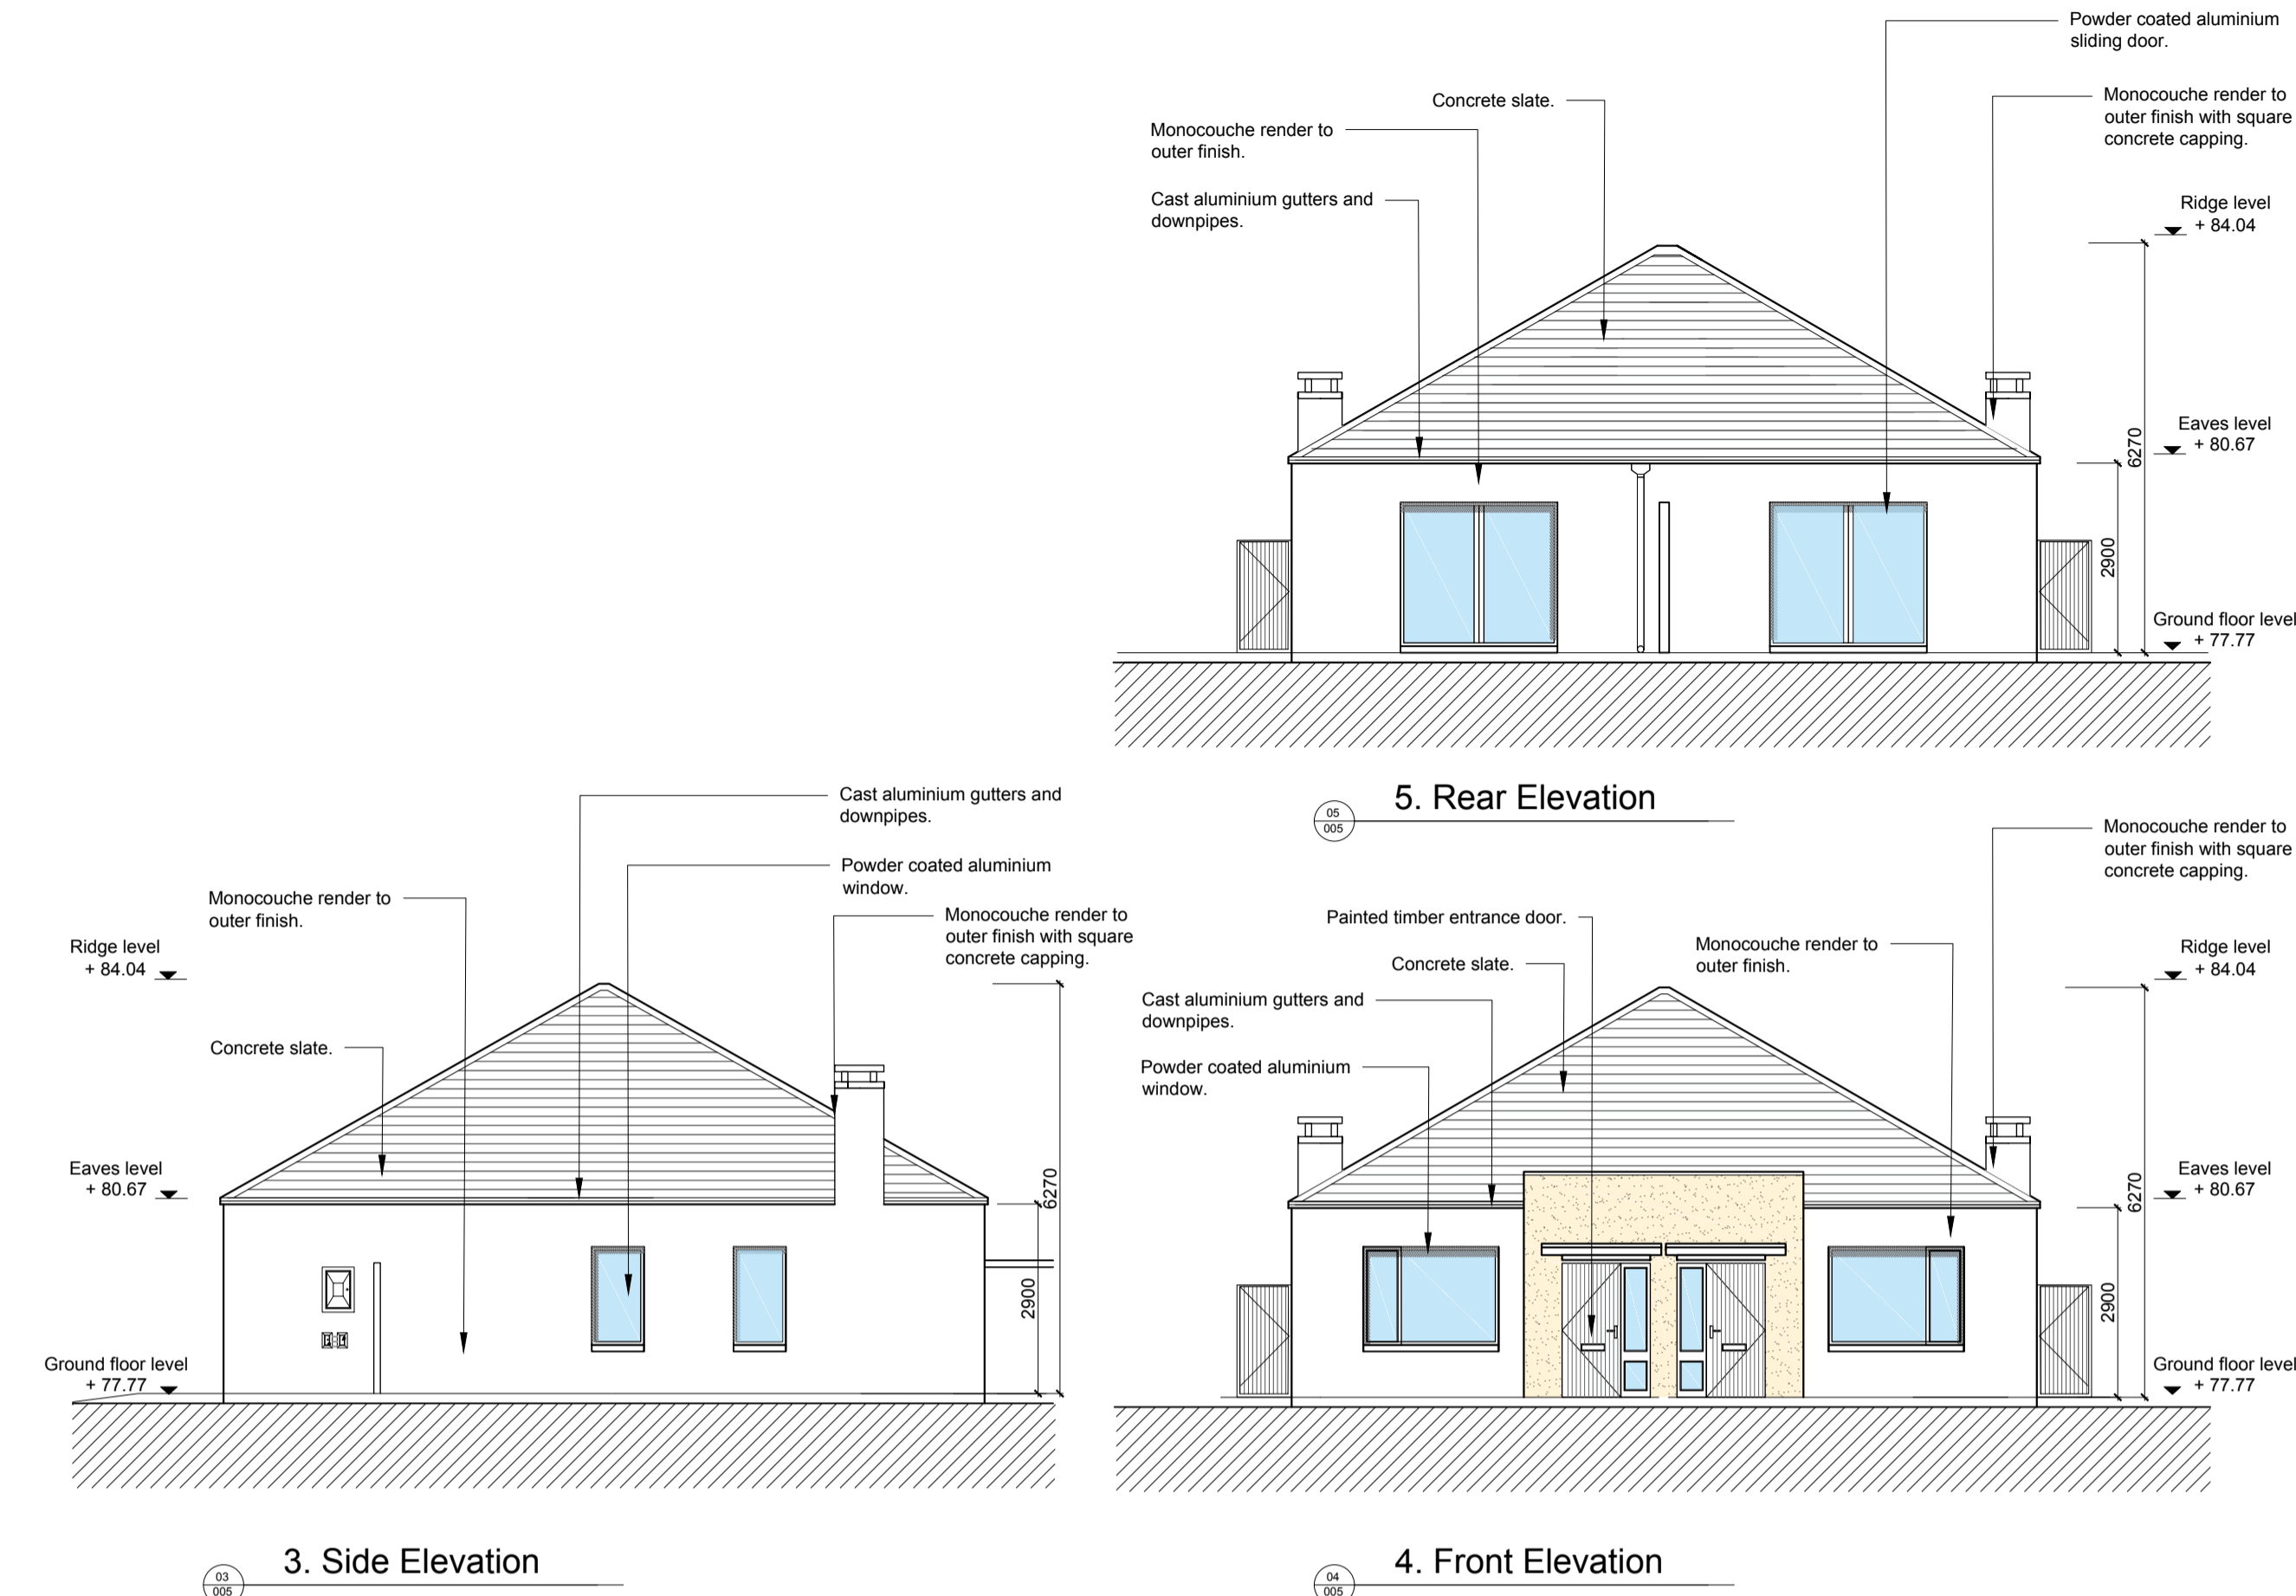 Powder coated aluminium
sliding door.
Concrete slate.
Monocouche render to
outer finish with square
concrete capping.
Monocouche render to
outer finish.
Cast aluminium gutters and
downpipes.
Ridge level
+ 84.04
Eaves level
+ 80.67
6270
2900
Ground floor level
+ 77.77
5. Rear Elevation
05
005
Cast aluminium gutters and
downpipes.
Powder coated aluminium
window.
Monocouche render to
outer finish.
Monocouche render to
outer finish with square
concrete capping.
Ridge level
+ 84.04
Concrete slate.
Eaves level
+ 80.67
6270
2900
Ground floor level
+ 77.77
3. Side Elevation
03
005
Monocouche render to
outer finish with square
concrete capping.
Painted timber entrance door.
Monocouche render to
outer finish.
Concrete slate.
Cast aluminium gutters and
downpipes.
Powder coated aluminium
window.
Ridge level
+ 84.04
Eaves level
+ 80.67
6270
2900
Ground floor level
+ 77.77
4. Front Elevation
04
005